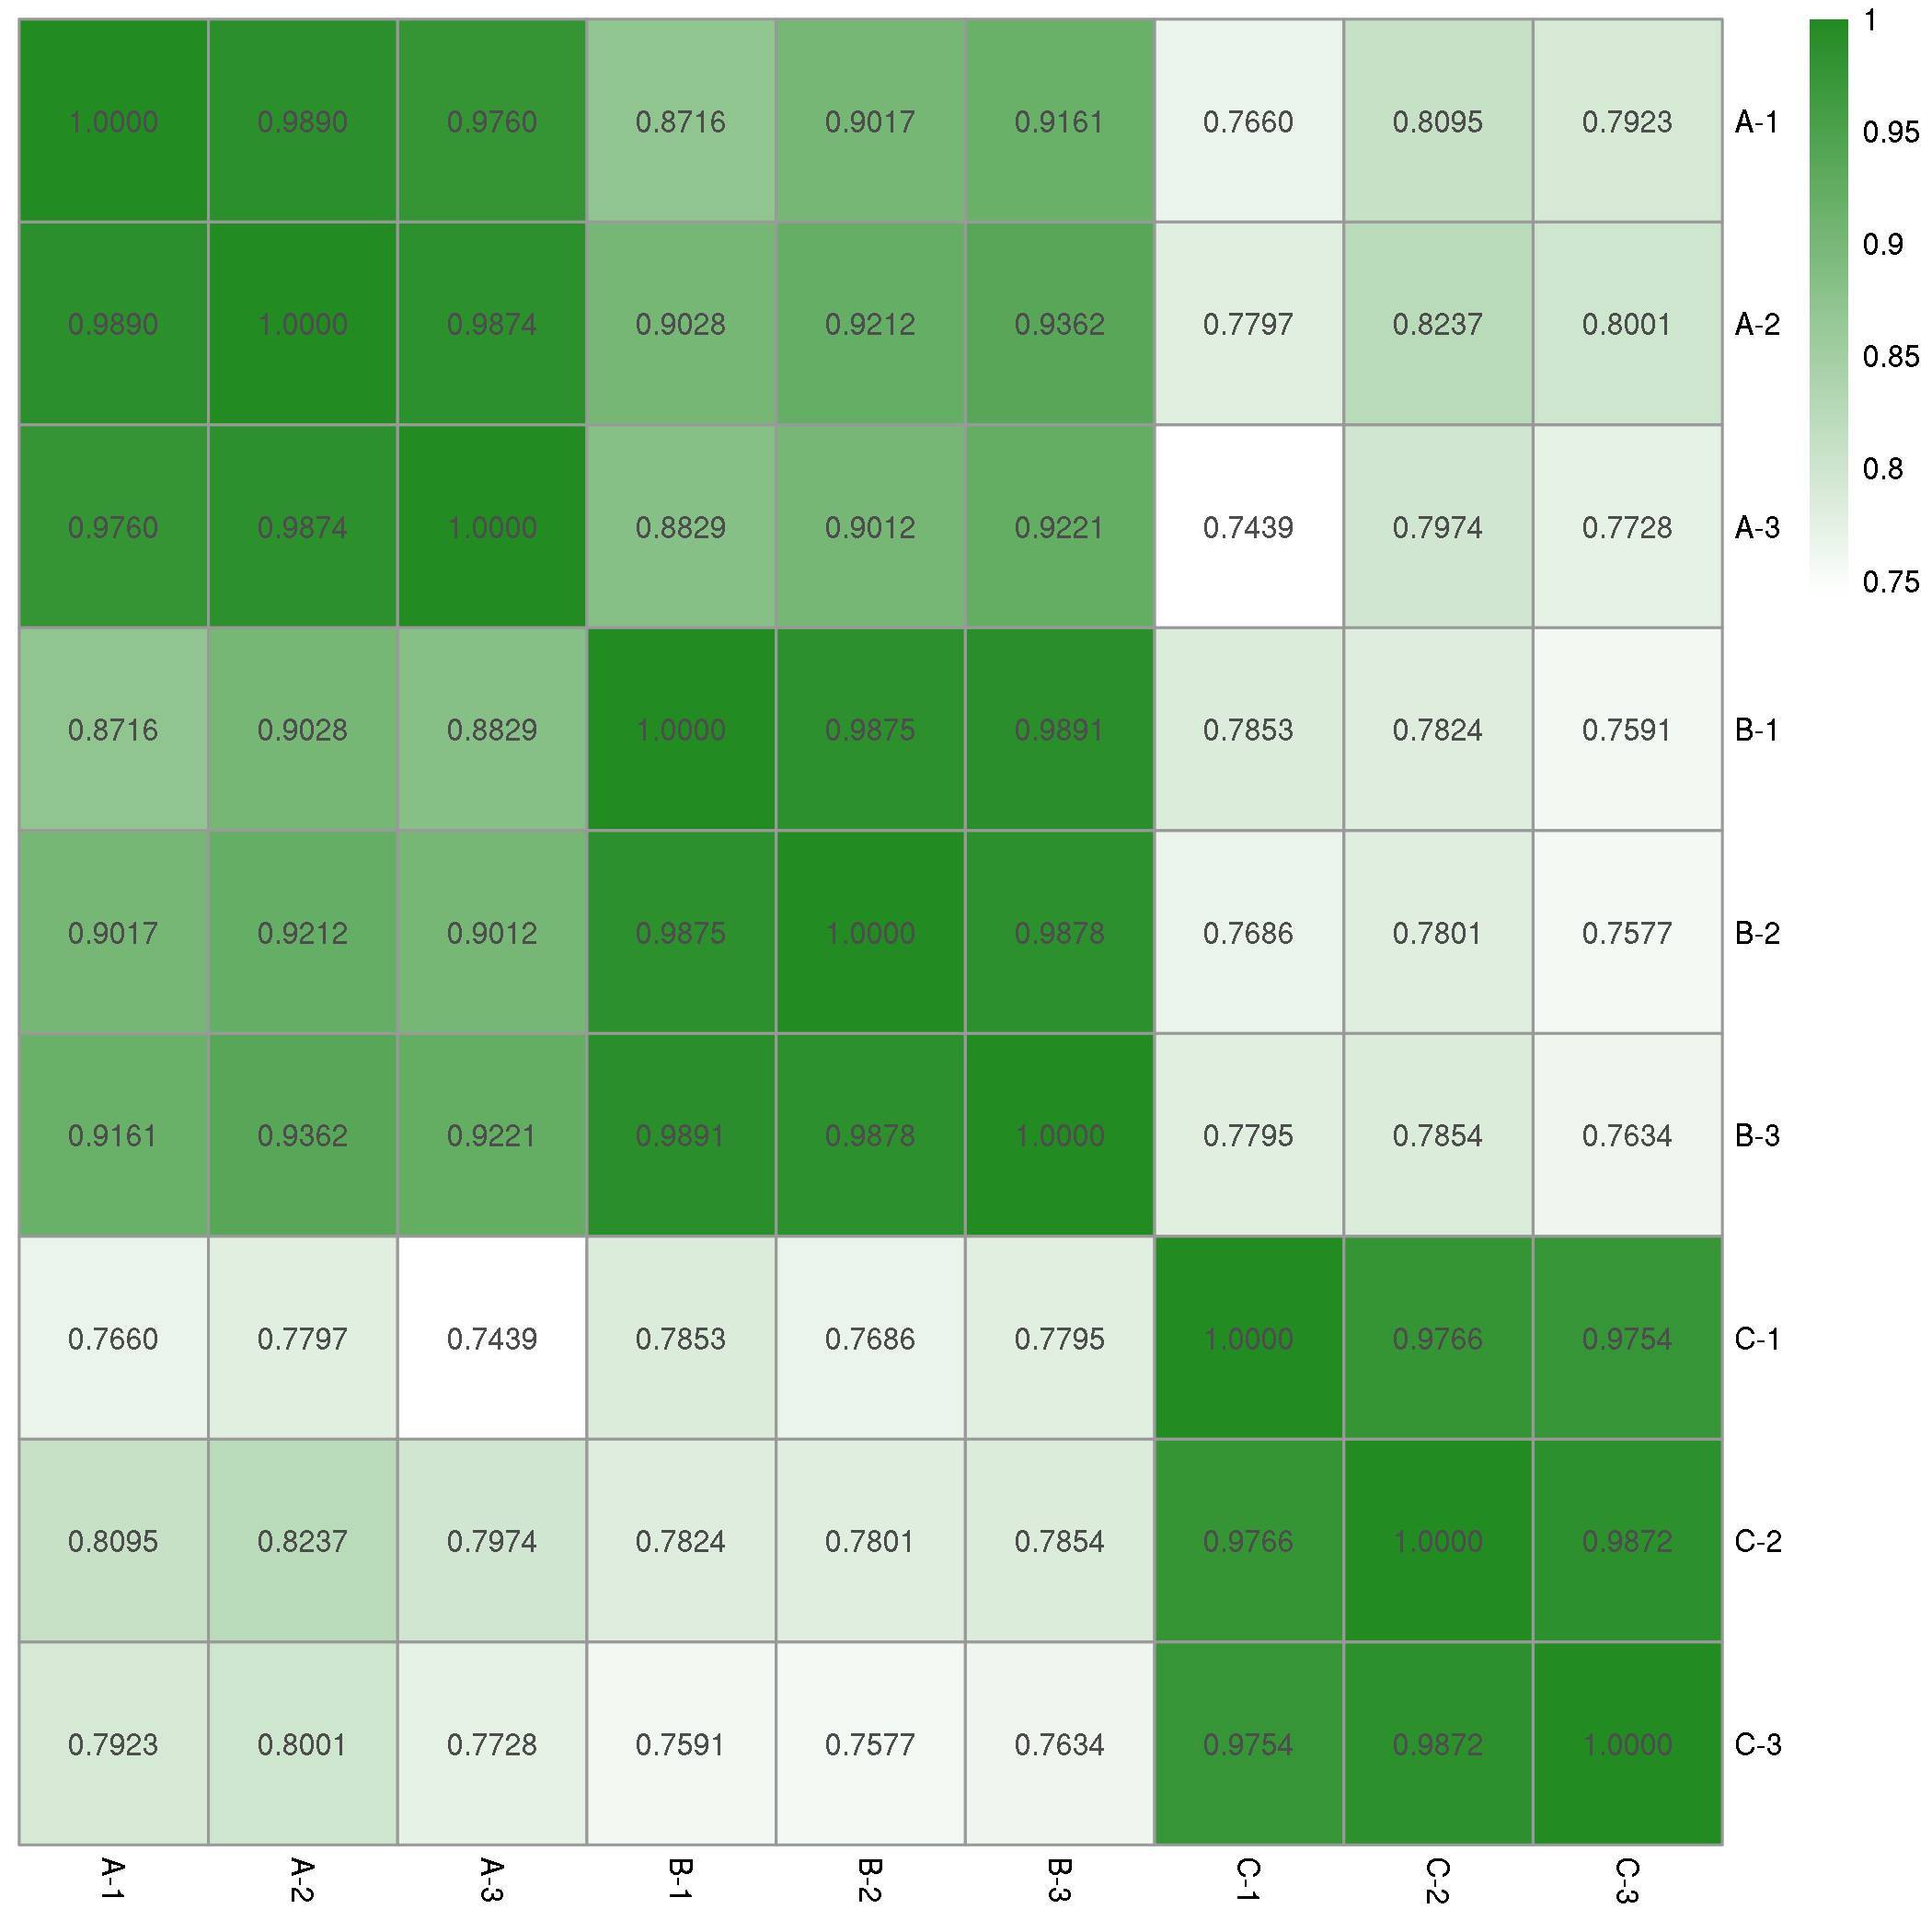 1
1.0000 0.9890 0.9760 0.8716 0.9017 0.9161 0.7660 0.8095 0.7923 A-1
0.95
0.9
0.9890 1.0000 0.9874 0.9028 0.9212 0.9362 0.7797 0.8237 0.8001 A-2
0.85
0.8
0.9760 0.9874 1.0000 0.8829 0.9012 0.9221 0.7439 0.7974 0.7728 A-3
0.75
0.8716 0.9028 0.8829 1.0000 0.9875 0.9891 0.7853 0.7824 0.7591 B-1
0.9017 0.9212 0.9012 0.9875 1.0000 0.9878 0.7686 0.7801 0.7577 B-2
0.9161 0.9362 0.9221 0.9891 0.9878 1.0000 0.7795 0.7854 0.7634 B-3
0.7660 0.7797 0.7439 0.7853 0.7686 0.7795 1.0000 0.9766 0.9754 C-1
0.8095 0.8237 0.7974 0.7824 0.7801 0.7854 0.9766 1.0000 0.9872 C-2
0.7923 0.8001 0.7728 0.7591 0.7577 0.7634 0.9754 0.9872 1.0000 C-3
A-1 A-2 A-3 B-1 B-2 B-3 C-1 C-2 C-3